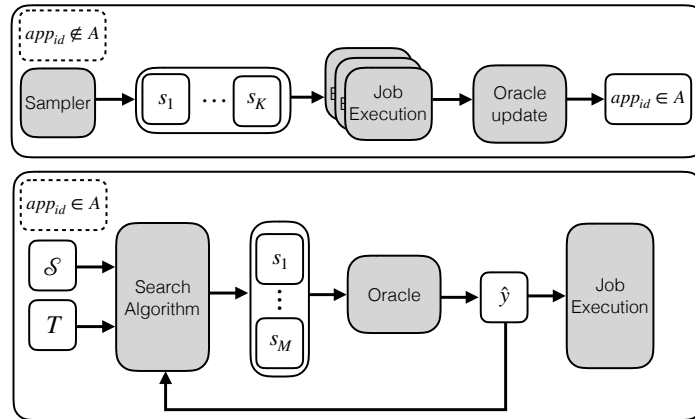 app_id ∉ A
Sampler
s_1 ... s_K
Job
Execution
Oracle
update
app_id ∈ A
app_id ∈ A
𝒮
T
Search
Algorithm
s_1
⋮
s_M
Oracle
ŷ
Job
Execution